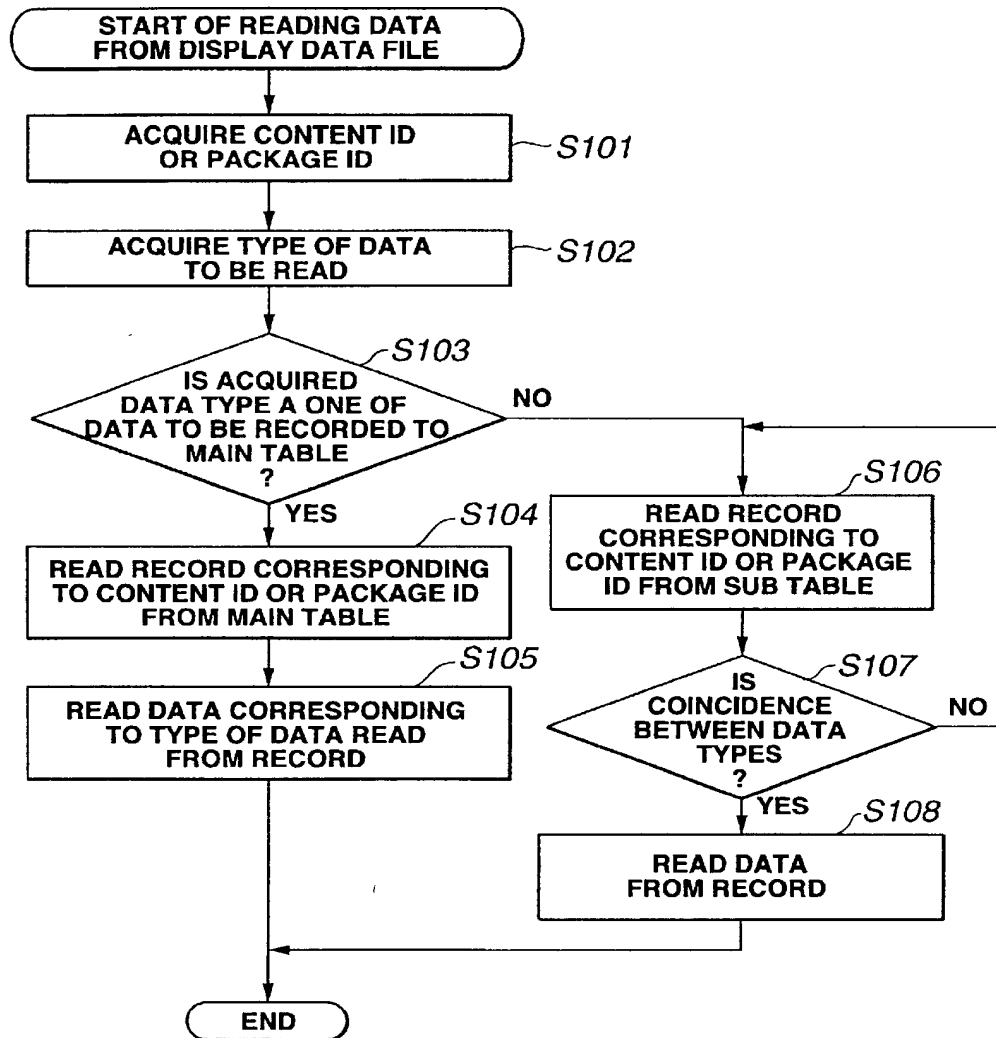 START OF READING DATA
FROM DISPLAY DATA FILE
ACQUIRE CONTENT ID
OR PACKAGE ID
S101
ACQUIRE TYPE OF DATA
TO BE READ
S102
S103
IS ACQUIRED
DATA TYPE A ONE OF
DATA TO BE RECORDED TO
MAIN TABLE
?
NO
YES
S104
READ RECORD CORRESPONDING
TO CONTENT ID OR PACKAGE ID
FROM MAIN TABLE
S105
READ DATA CORRESPONDING
TO TYPE OF DATA READ
FROM RECORD
S106
READ RECORD
CORRESPONDING TO
CONTENT ID OR PACKAGE
ID FROM SUB TABLE
S107
IS
COINCIDENCE
BETWEEN DATA
TYPES
?
NO
YES
S108
READ DATA
FROM RECORD
END